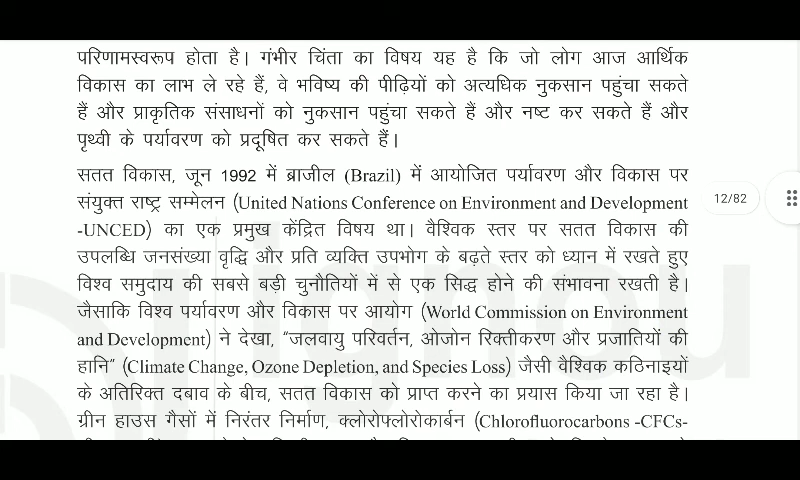 परिणामस्वरूप होता है। गंभीर चिंता का विषय यह है कि जो लोग आज आर्थिक
विकास का लाभ ले रहे हैं, वे भविष्य की पीढ़ियों को अत्यधिक नुकसान पहुंचा सकते
हैं और प्राकृतिक संसाधनों को नुकसान पहुंचा सकते हैं और नष्ट कर सकते हैं और
पृथ्वी के पर्यावरण को प्रदूषित कर सकते हैं।
सतत विकास, जून 1992 में ब्राजील (Brazil) में आयोजित पर्यावरण और विकास पर
संयुक्त राष्ट्र सम्मेलन (United Nations Conference on Environment and Development
-UNCED) का एक प्रमुख केंद्रित विषय था। वैश्विक स्तर पर सतत विकास की
उपलब्धि जनसंख्या वृद्धि और प्रति व्यक्ति उपभोग के बढ़ते स्तर को ध्यान में रखते हुए
विश्व समुदाय की सबसे बड़ी चुनौतियों में से एक सिद्ध होने की संभावना रखती है।
जैसाकि विश्व पर्यावरण और विकास पर आयोग (World Commission on Environment
and Development) ने देखा, "जलवायु परिवर्तन, ओजोन रिक्तीकरण और प्रजातियों की
हानि" (Climate Change, Ozone Depletion, and Species Loss) जैसी वैश्विक कठिनाइयों
के अतिरिक्त दबाव के बीच, सतत विकास को प्राप्त करने का प्रयास किया जा रहा है।
ग्रीन हाउस गैसों में निरंतर निर्माण, क्लोरोफ्लोरोकार्बन (Chlorofluorocarbons -CFCs-
12/82
ignou